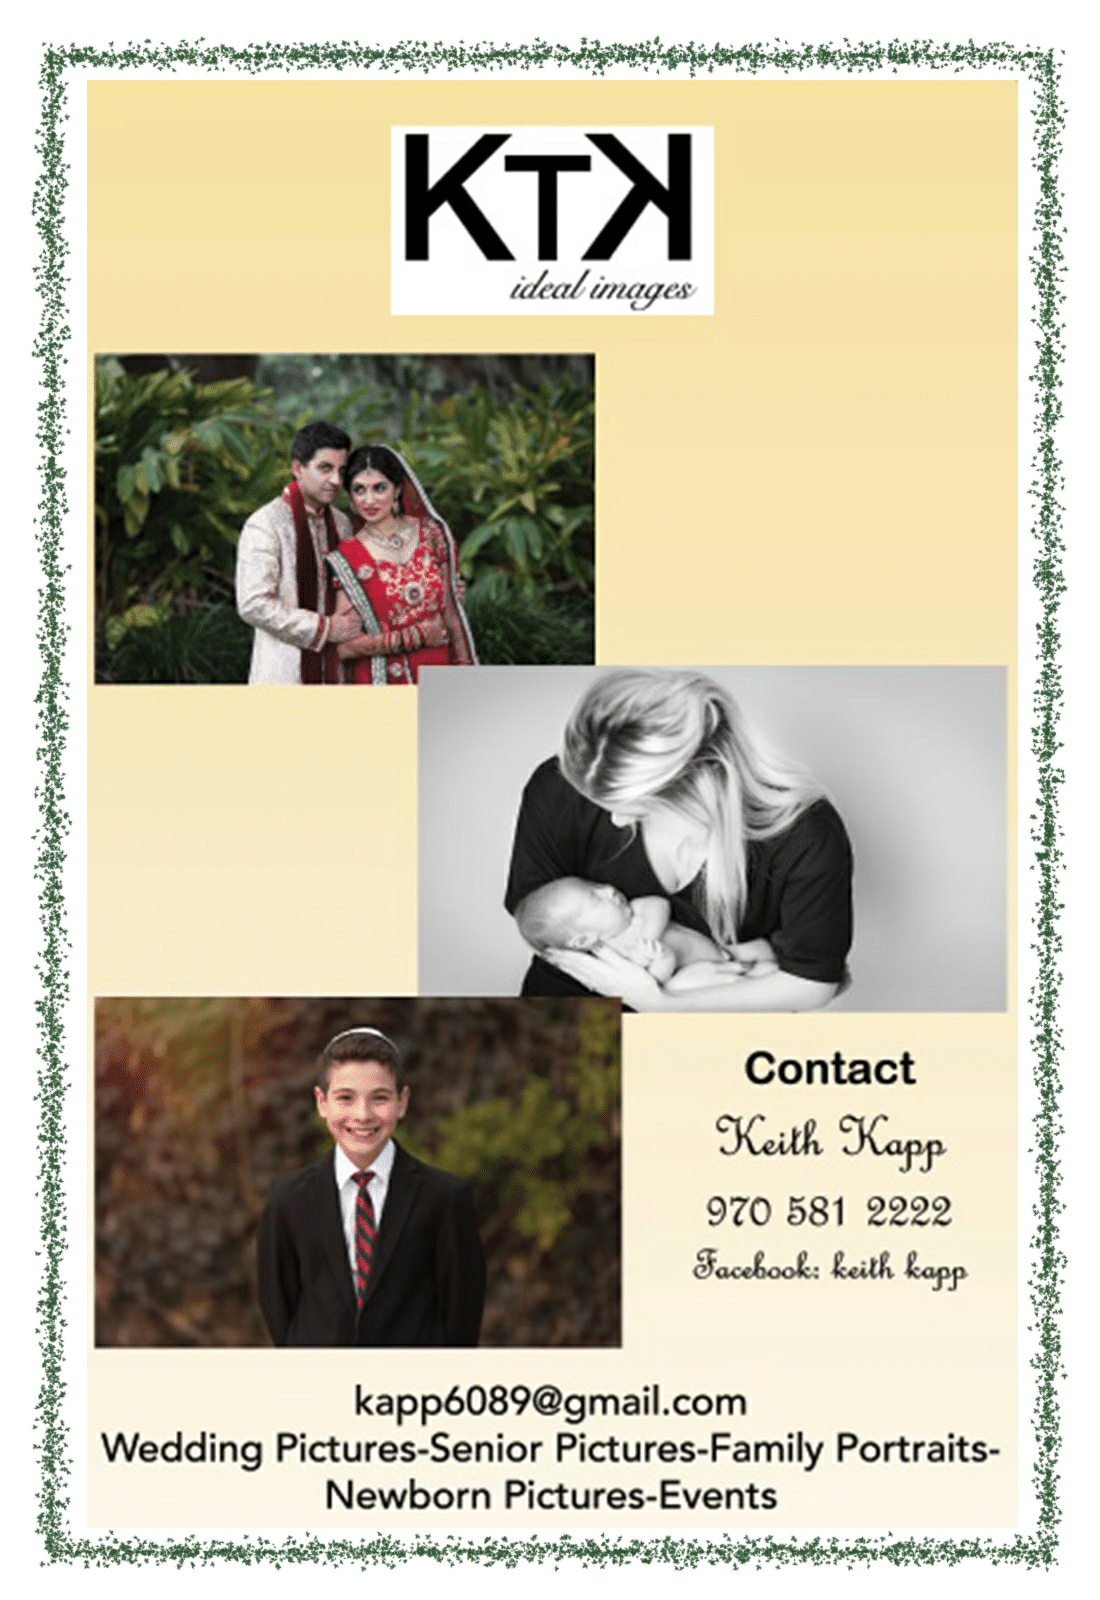 KTK
ideal images
Contact
Keith Kapp
970 581 2222
Facebook: keith kapp
kapp6089@gmail.com
Wedding Pictures-Senior Pictures-Family Portraits-
Newborn Pictures-Events